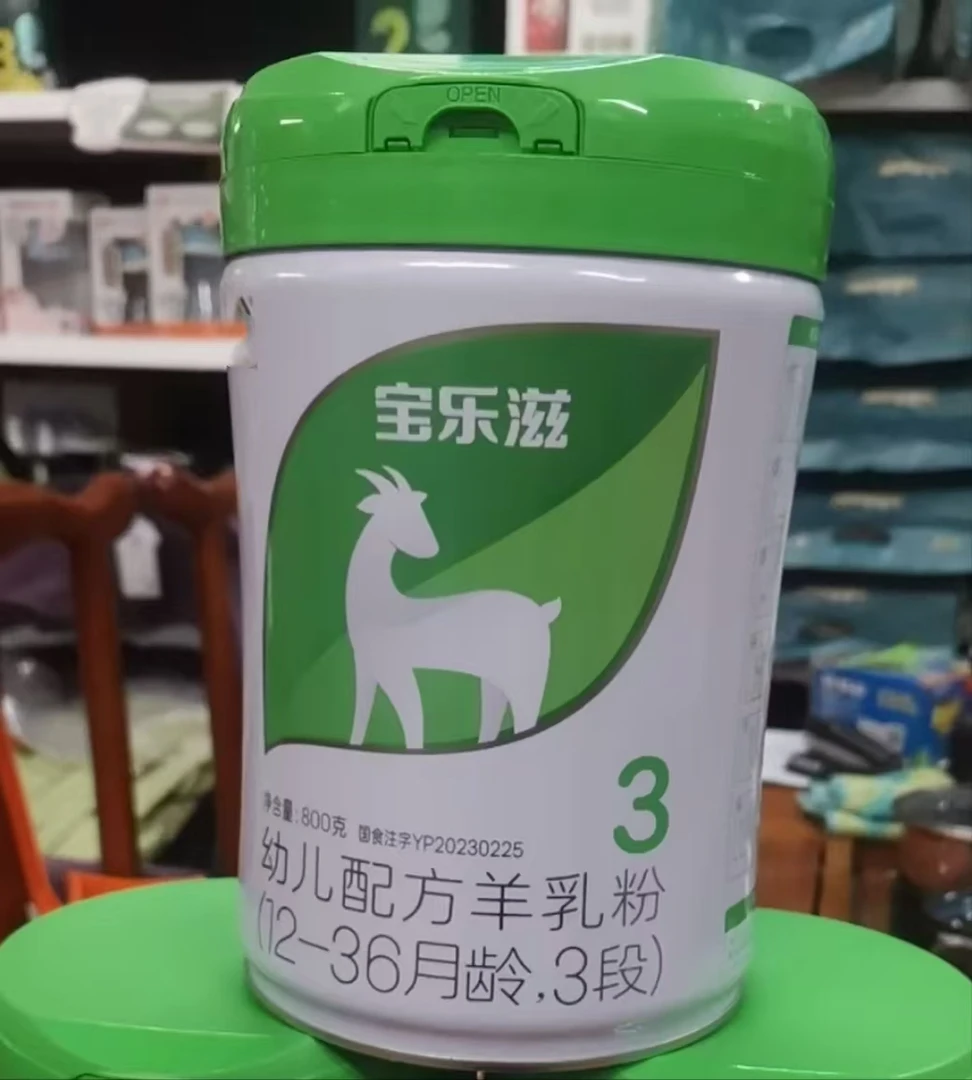 OPEN
宝乐滋
3
净含量:800克 国食注字YP20230225
幼儿配方羊乳粉
(12-36月龄,3段)